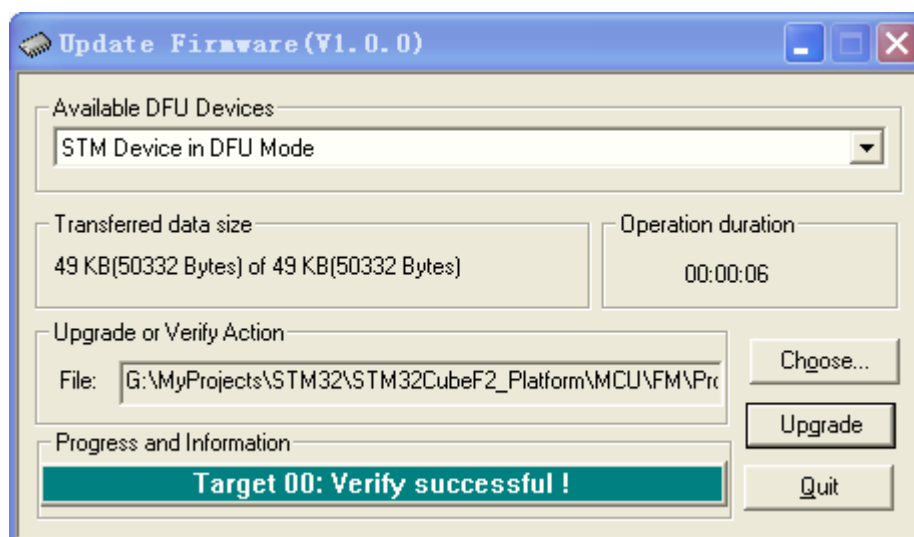 Update Firmware(V1.0.0)
Available DFU Devices
STM Device in DFU Mode
Transferred data size
49 KB(50332 Bytes) of 49 KB(50332 Bytes)
Operation duration
00:00:06
Upgrade or Verify Action
File: G:\MyProjects\STM32\STM32CubeF2_Platform\MCU\FM\Pro
Choose...
Upgrade
Progress and Information
Target 00: Verify successful !
Quit